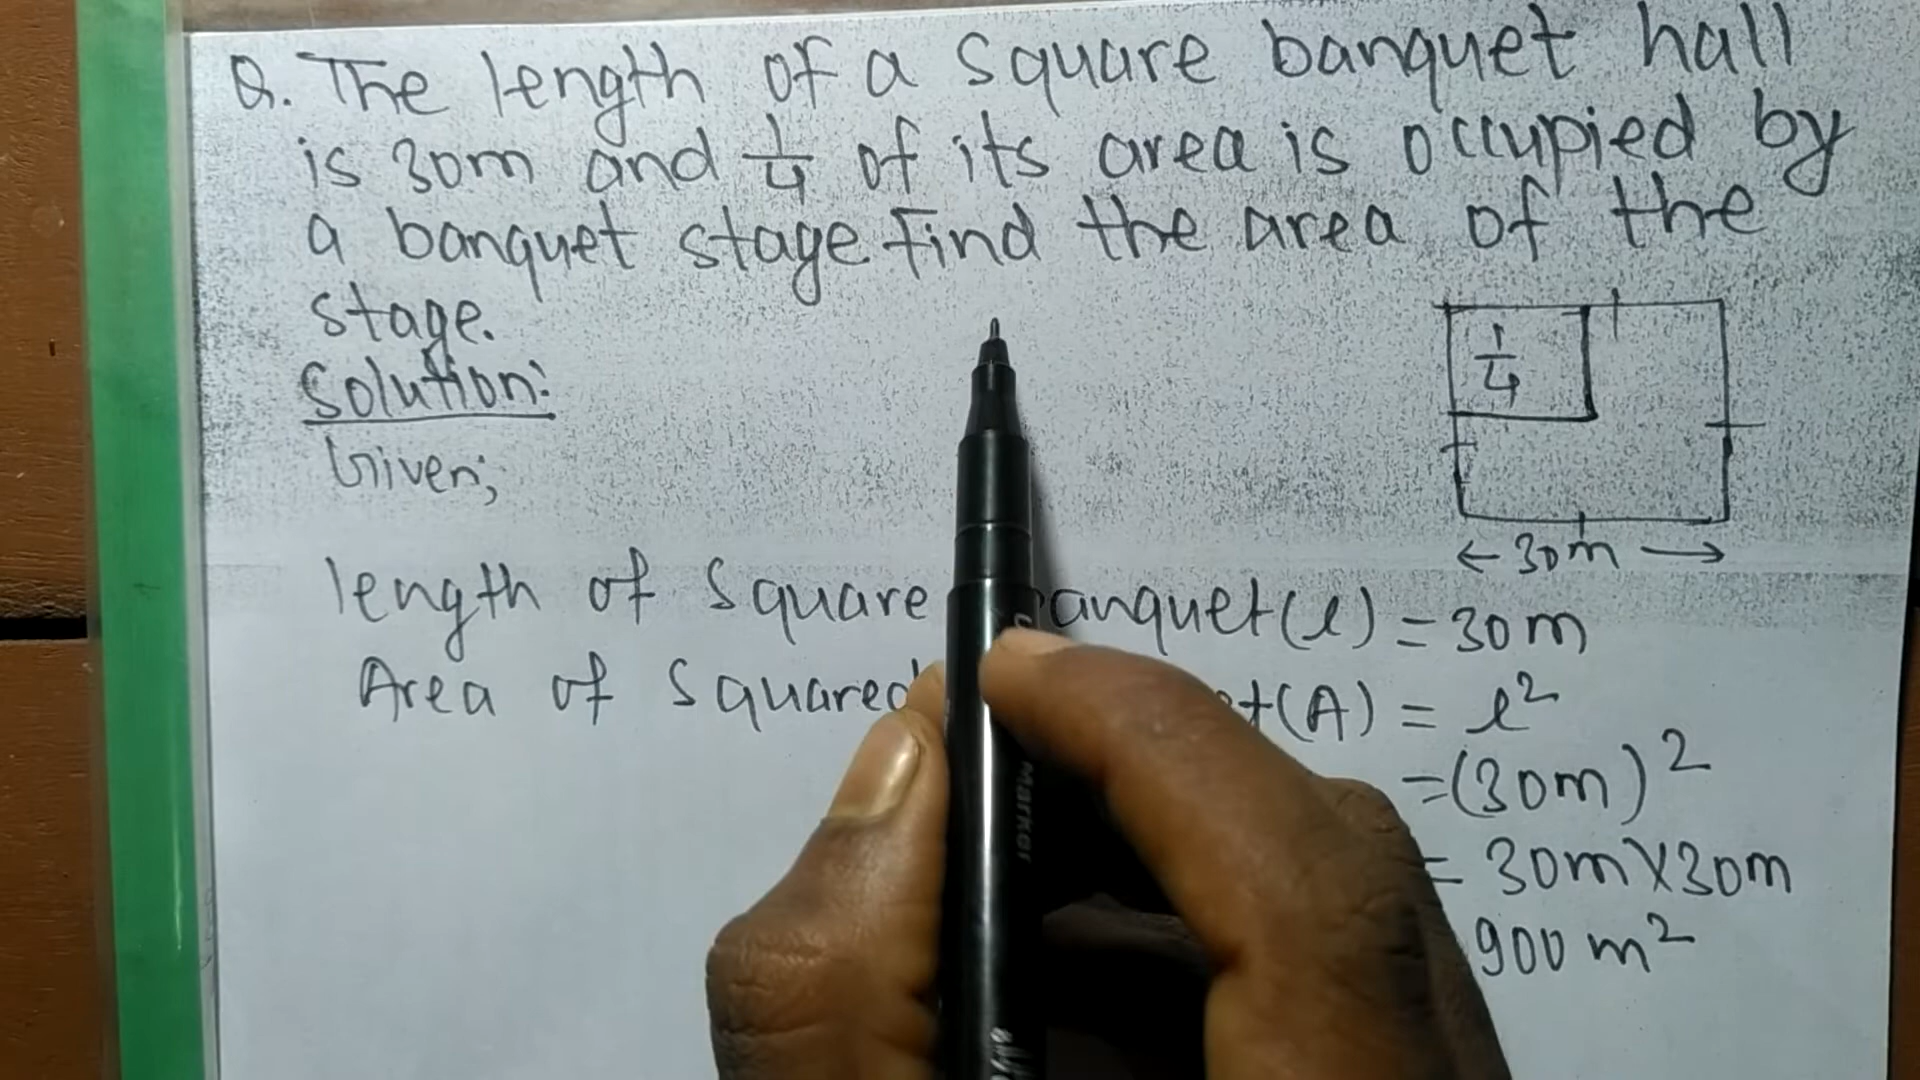 Q. The length of a square banquet hall
is 30m and 1/4 of its area is occupied by
a banquet stage. Find the area of the
stage.
Solution:
Given;
1/4
← 30m →
length of square anquet (l) = 30m
Area of Squared t(A) = l²
=(30m)²
= 30m×30m
900 m²
Marker